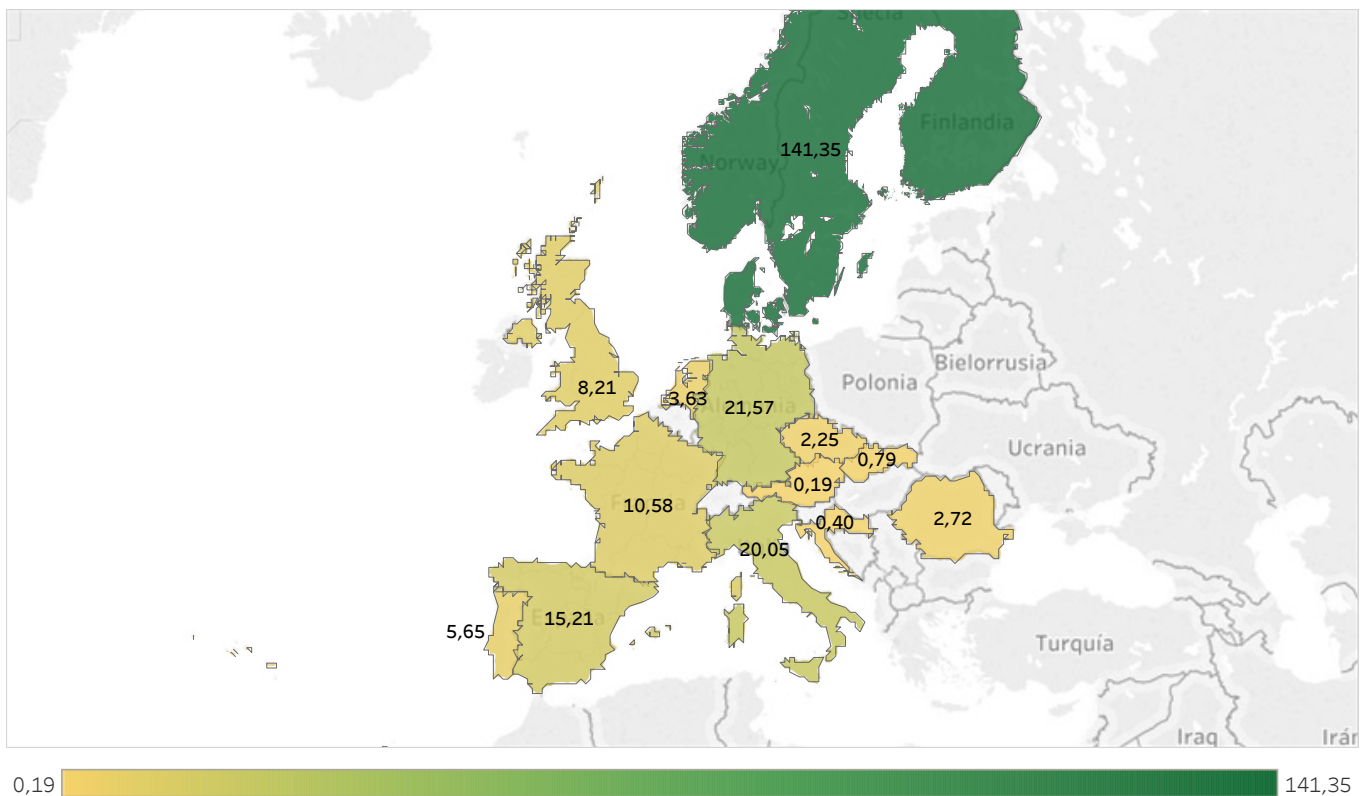 Suecia
Finlandia
141,35
Norway
Bielorrusia
Polonia
8,21
3,63
Alemania
21,57
2,25
Ucrania
0,79
0,19
10,58
0,40
2,72
20,05
15,21
5,65
Turquía
Iraq
Irán
0,19
141,35